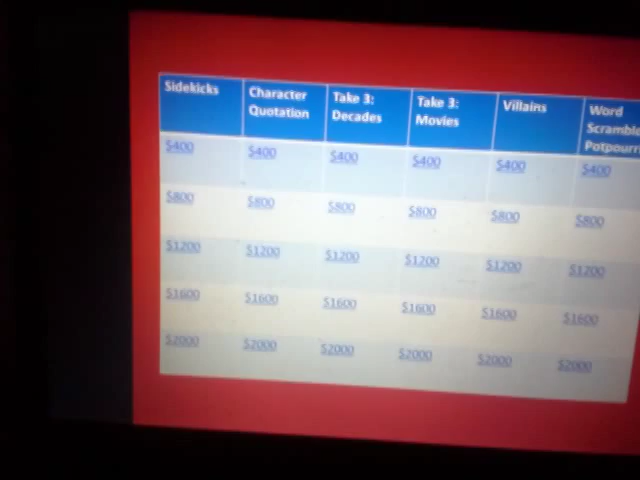 Sidekicks
Character
Quotation
Take 3:
Decades
Take 3:
Movies
Villains
Word
Scramble
Potpourri
$400 $400 $400 $400 $400 $400
$800 $800 $800 $800 $800 $800
$1200 $1200 $1200 $1200 $1200 $1200
$1600 $1600 $1600 $1600 $1600 $1600
$2000 $2000 $2000 $2000 $2000 $2000